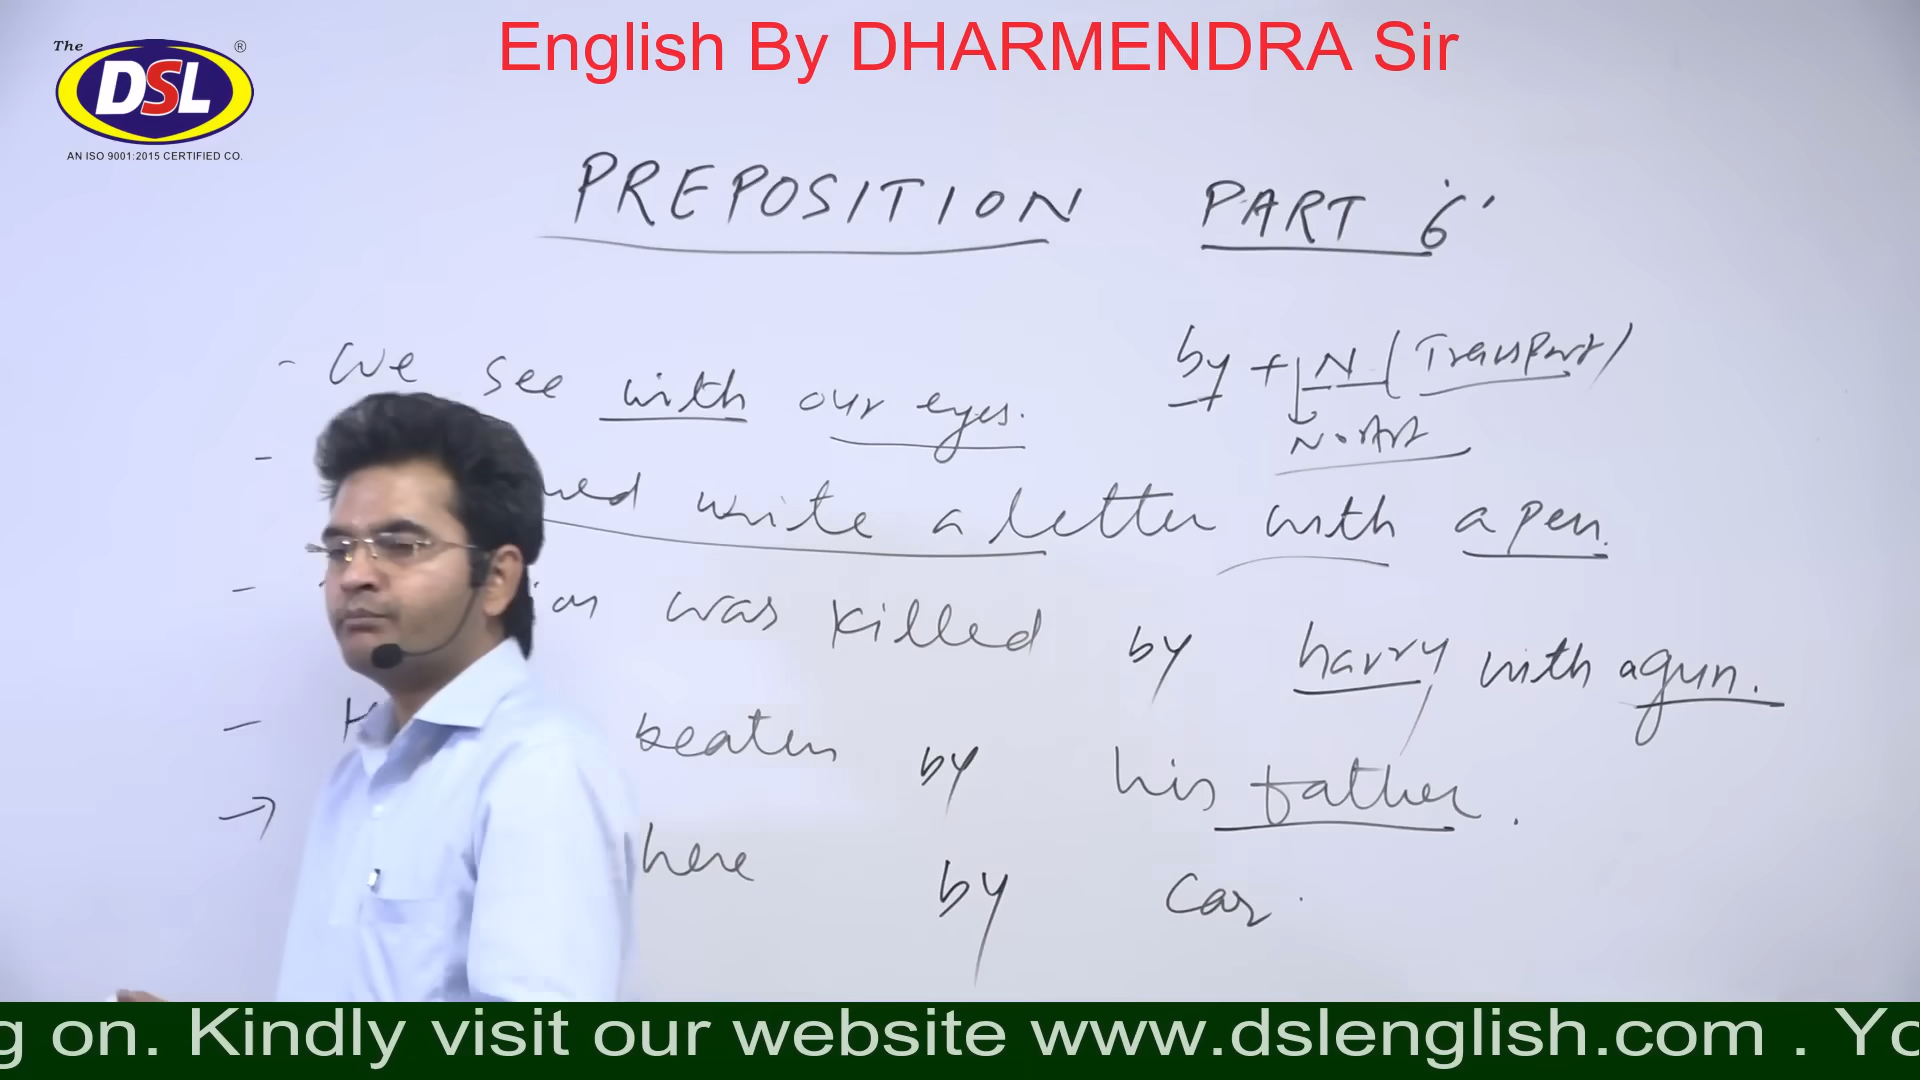 English By DHARMENDRA Sir
The
DSL
®
AN ISO 9001:2015 CERTIFIED CO.
PREPOSITION PART 6
- We see with our eyes.
by + N (Transport)
No Art
- write a letter with a pen.
- was killed by harry with a gun.
- beaten by his father.
→ here by car.
g on. Kindly visit our website www.dslenglish.com . Yo